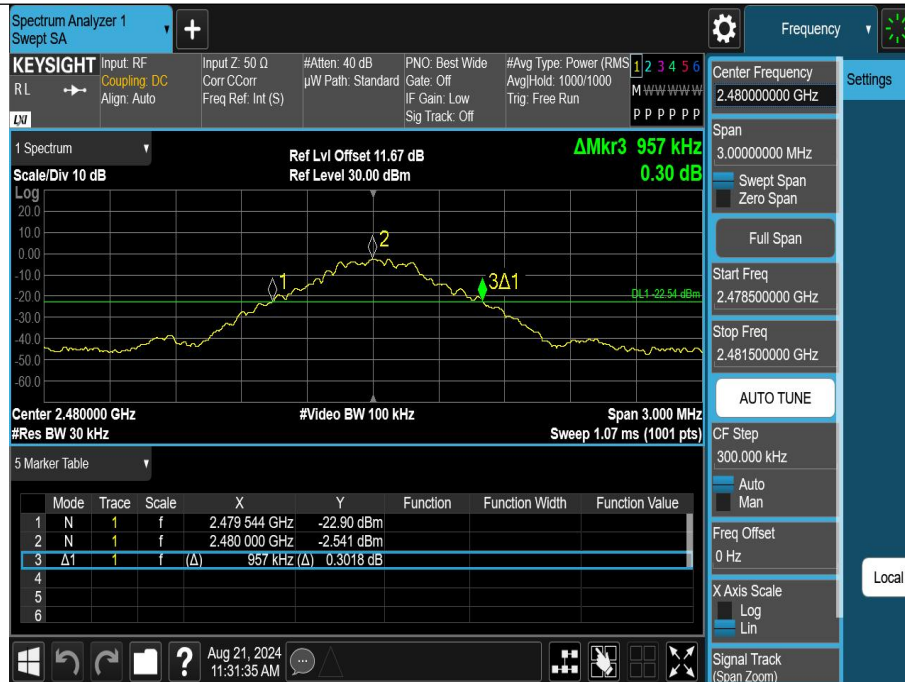 Spectrum Analyzer 1
Swept SA
+
Frequency
KEYSIGHT Input: RF Input Z: 50 Ω #Atten: 40 dB PNO: Best Wide #Avg Type: Power (RMS 1 2 3 4 5 6
RL Coupling: DC Corr CCorr µW Path: Standard Gate: Off Avg|Hold: 1000/1000 M W W W W W
Align: Auto Freq Ref: Int (S) IF Gain: Low Trig: Free Run
LXI Sig Track: Off P P P P P P
1 Spectrum
Ref Lvl Offset 11.67 dB ΔMkr3 957 kHz
Scale/Div 10 dB Ref Level 30.00 dBm 0.30 dB
Log
20.0
10.0
0.00
-10.0
-20.0
-30.0
-40.0
-50.0
-60.0
1
2
3Δ1
DL1 -22.54 dBm
Center 2.480000 GHz #Video BW 100 kHz Span 3.000 MHz
#Res BW 30 kHz Sweep 1.07 ms (1001 pts)
5 Marker Table
Mode Trace Scale X Y Function Function Width Function Value
1 N 1 f 2.479 544 GHz -22.90 dBm
2 N 1 f 2.480 000 GHz -2.541 dBm
3 Δ1 1 f (Δ) 957 kHz (Δ) 0.3018 dB
4
5
6
? Aug 21, 2024
11:31:35 AM
Center Frequency
2.480000000 GHz
Settings
Span
3.00000000 MHz
Swept Span
Zero Span
Full Span
Start Freq
2.478500000 GHz
Stop Freq
2.481500000 GHz
AUTO TUNE
CF Step
300.000 kHz
Auto
Man
Freq Offset
0 Hz
Local
X Axis Scale
Log
Lin
Signal Track
(Span Zoom)